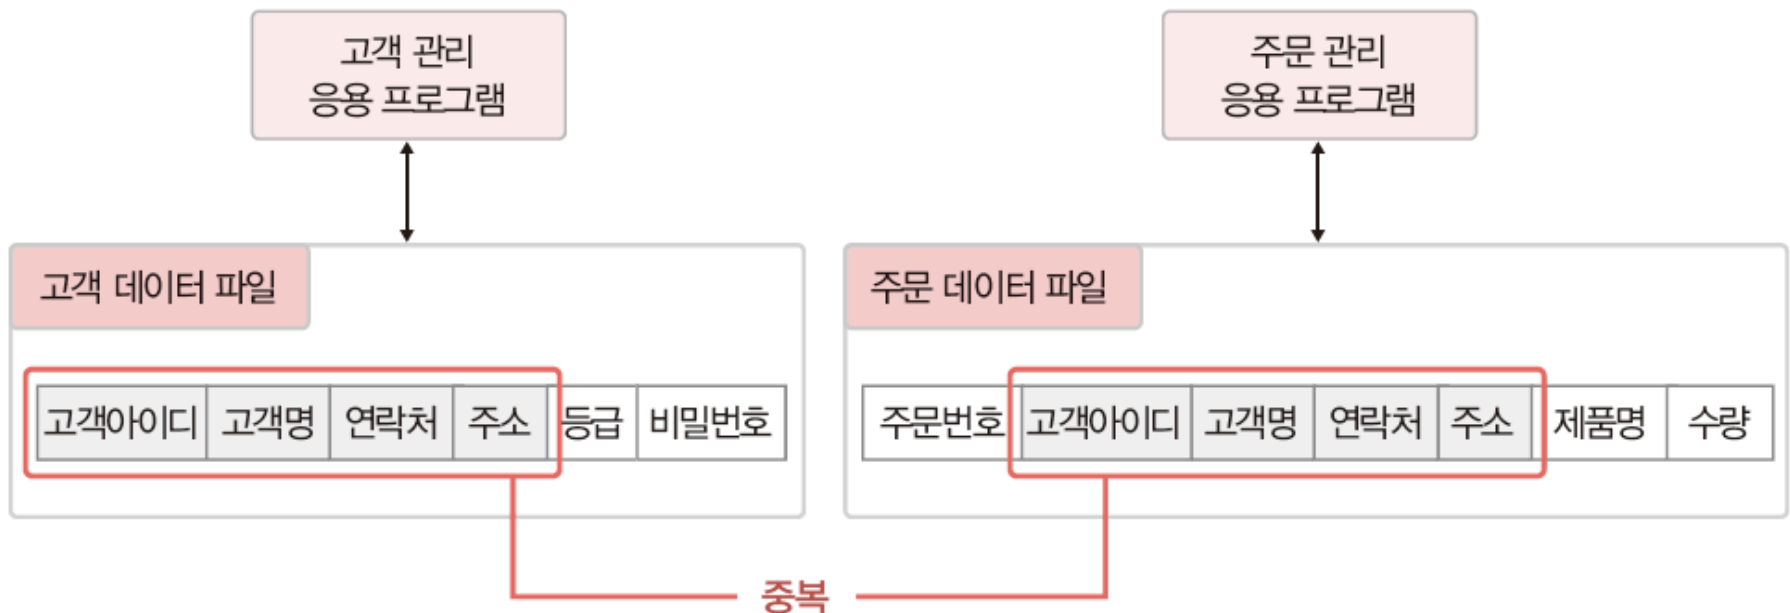 고객 관리
응용 프로그램
주문 관리
응용 프로그램
고객 데이터 파일
고객아이디 고객명 연락처 주소 등급 비밀번호
주문 데이터 파일
주문번호 고객아이디 고객명 연락처 주소 제품명 수량
중복